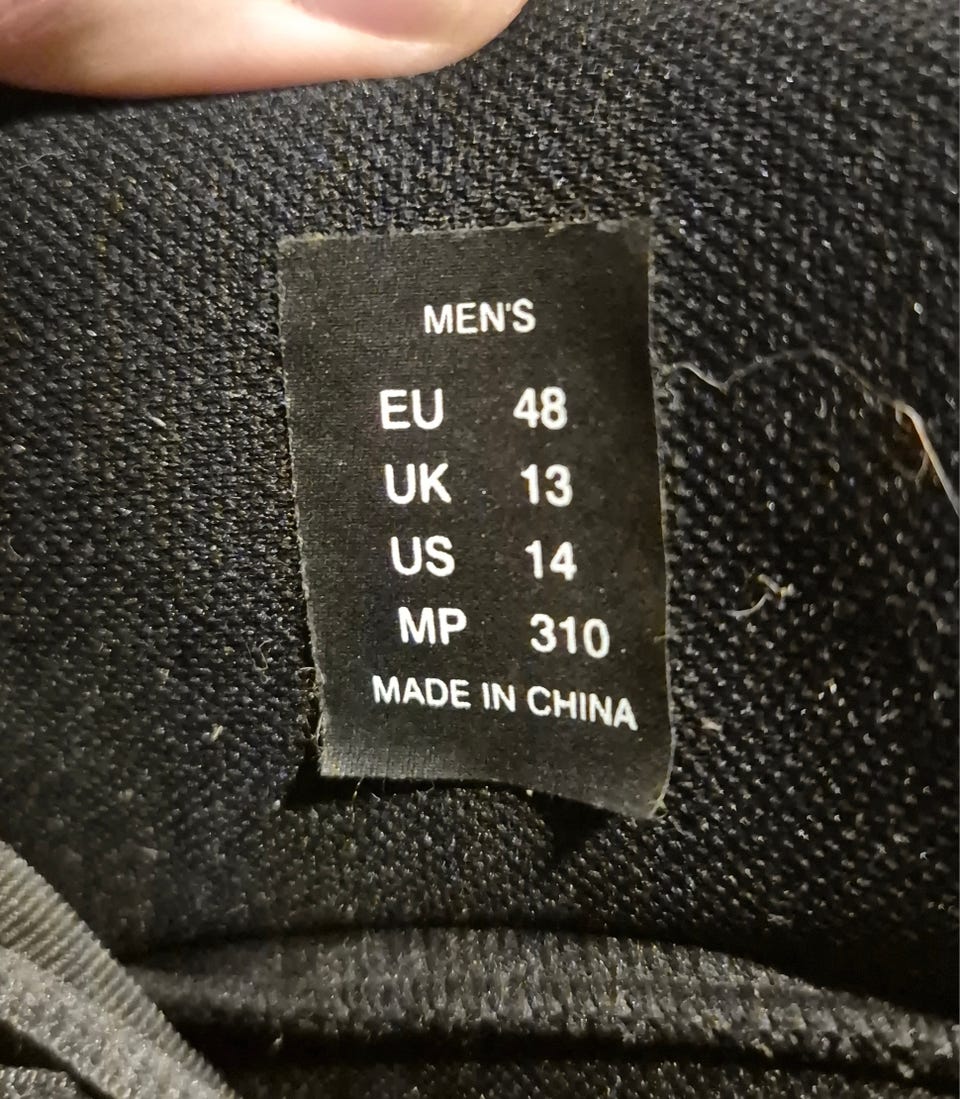 MEN'S
EU 48
UK 13
US 14
MP 310
MADE IN CHINA